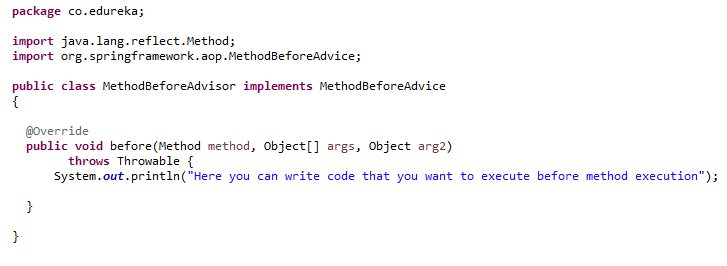 package co.edureka;
import java.lang.reflect.Method;
import org.springframework.aop.MethodBeforeAdvice;
public class MethodBeforeAdvisor implements MethodBeforeAdvice
{
@Override
public void before(Method method, Object[] args, Object arg2)
throws Throwable {
System.out.println("Here you can write code that you want to execute before method execution");
}
}